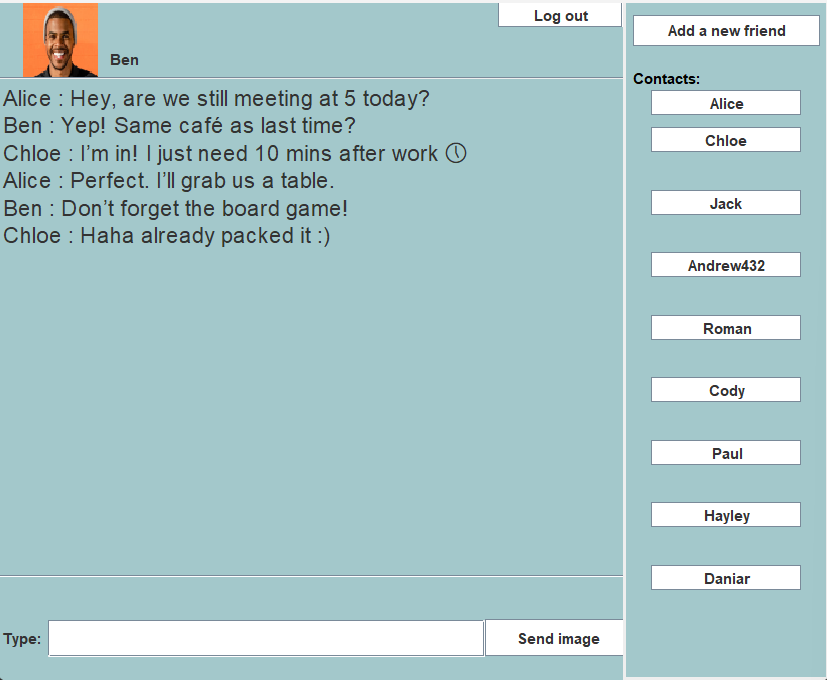 Log out
Ben
Alice : Hey, are we still meeting at 5 today?
Ben : Yep! Same café as last time?
Chloe : I’m in! I just need 10 mins after work 🕔
Alice : Perfect. I’ll grab us a table.
Ben : Don’t forget the board game!
Chloe : Haha already packed it :)
Type:
Send image
Add a new friend
Contacts:
Alice
Chloe
Jack
Andrew432
Roman
Cody
Paul
Hayley
Daniar